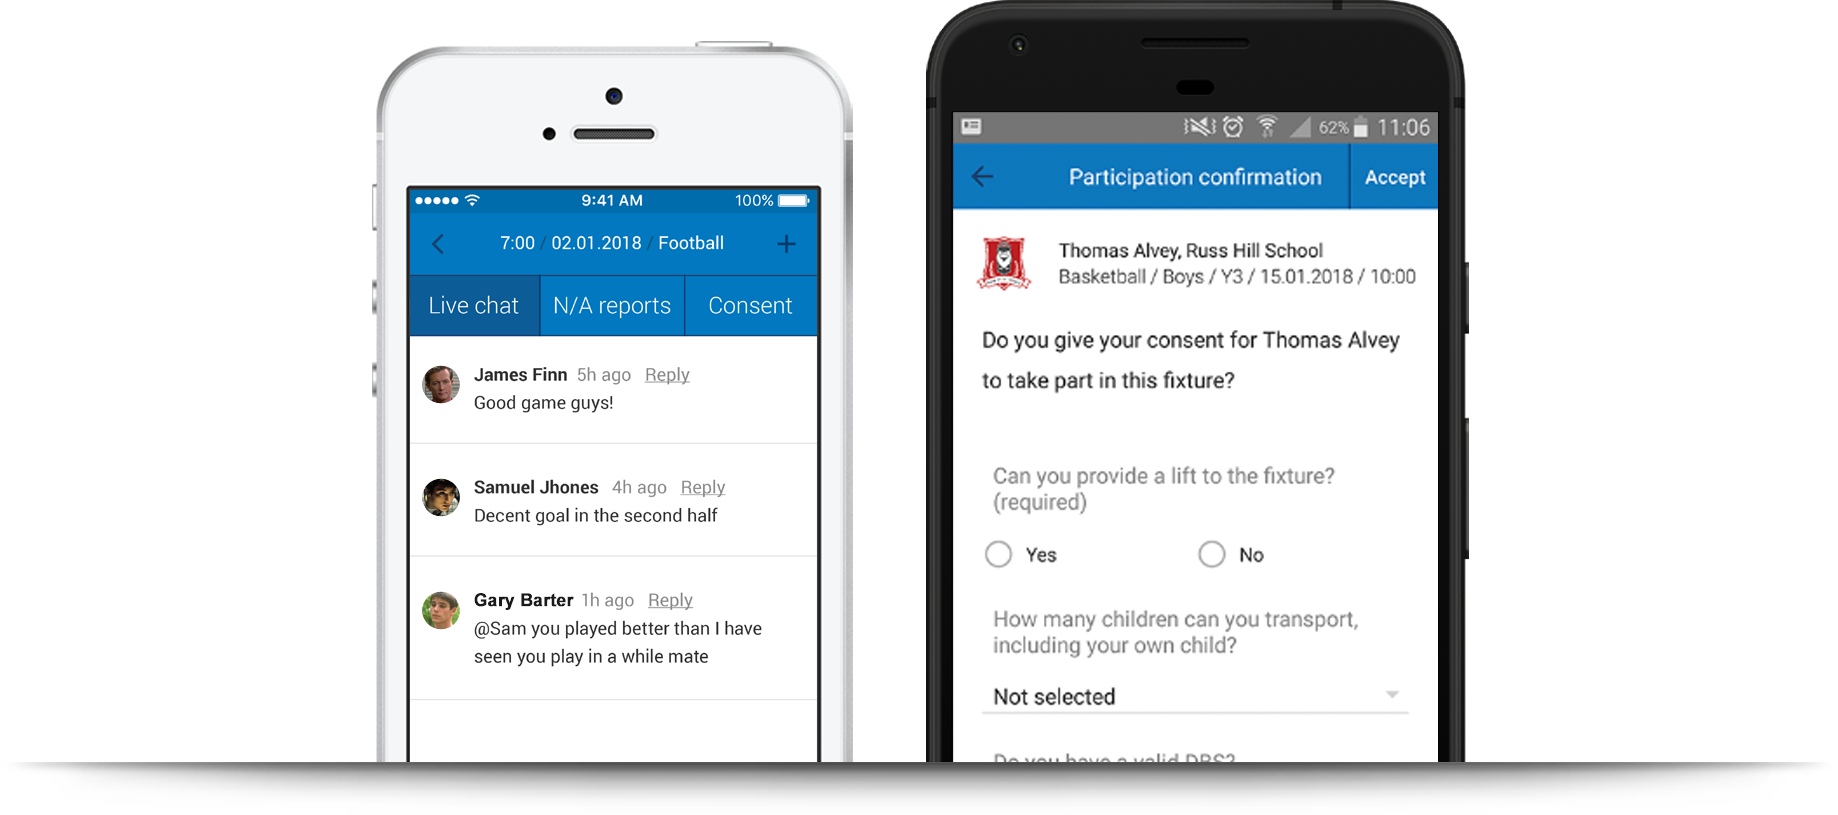 9:41 AM
100%
7:00 / 02.01.2018 / Football
Live chat
N/A reports
Consent
James Finn 5h ago Reply
Good game guys!
Samuel Jhones 4h ago Reply
Decent goal in the second half
Gary Barter 1h ago Reply
@Sam you played better than I have
seen you play in a while mate
62% 11:06
Participation confirmation
Accept
Thomas Alvey, Russ Hill School
Basketball / Boys / Y3 / 15.01.2018 / 10:00
Do you give your consent for Thomas Alvey
to take part in this fixture?
Can you provide a lift to the fixture?
(required)
Yes
No
How many children can you transport,
including your own child?
Not selected
Do you have a valid DBS?